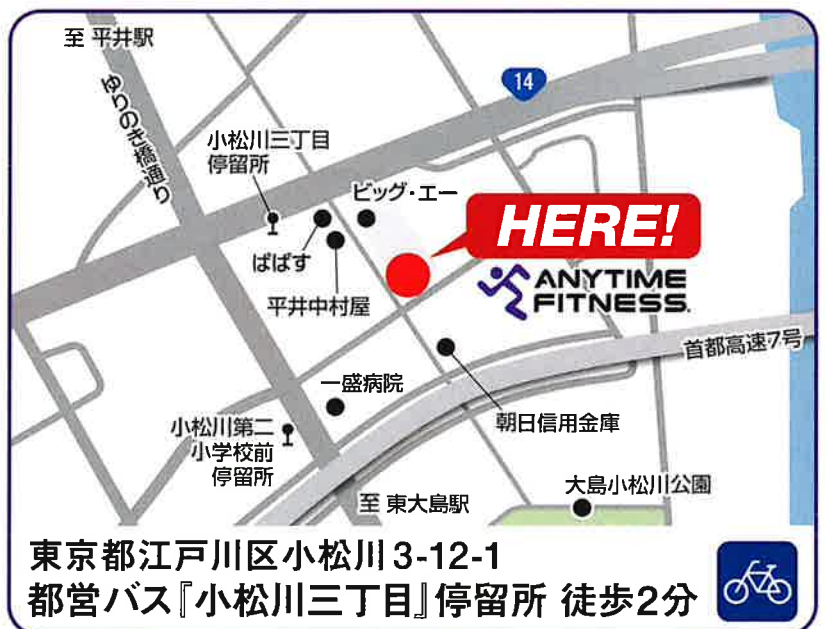 至 平井駅
14
ゆりのき橋通り
小松川三丁目
停留所
ビッグ・エー
HERE!
ぱぱす
平井中村屋
ANYTIME
FITNESS.
首都高速7号
一盛病院
朝日信用金庫
小松川第二
小学校前
停留所
至 東大島駅
大島小松川公園
東京都江戸川区小松川3-12-1
都営バス『小松川三丁目』停留所 徒歩2分